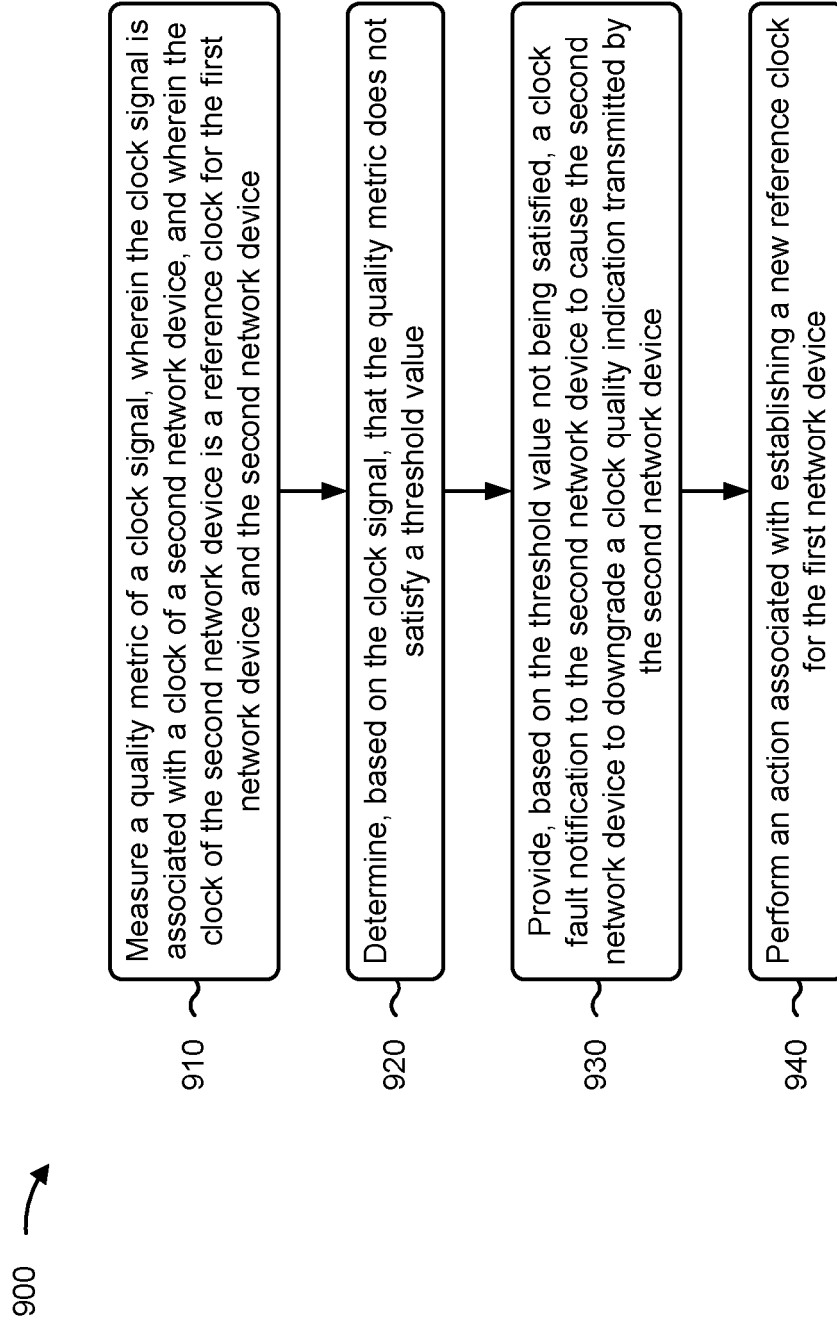 900
910
Measure a quality metric of a clock signal, wherein the clock signal is
associated with a clock of a second network device, and wherein the
clock of the second network device is a reference clock for the first
network device and the second network device
920
Determine, based on the clock signal, that the quality metric does not
satisfy a threshold value
930
Provide, based on the threshold value not being satisfied, a clock
fault notification to the second network device to cause the second
network device to downgrade a clock quality indication transmitted by
the second network device
940
Perform an action associated with establishing a new reference clock
for the first network device